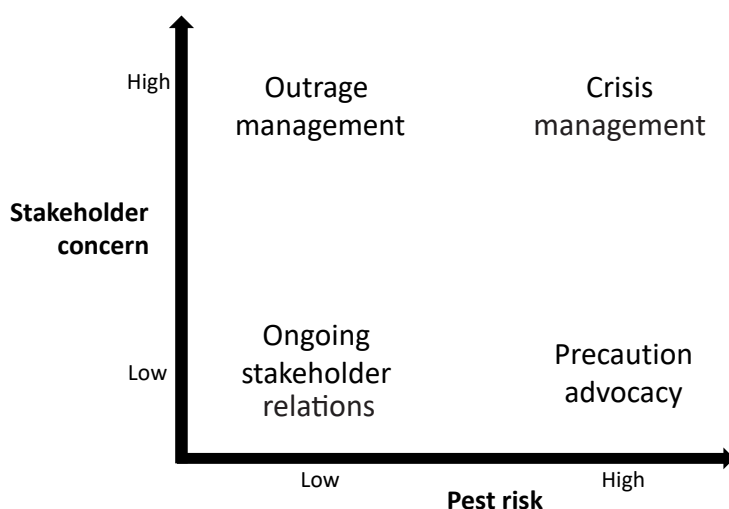 High
Outrage
management
Crisis
management
Stakeholder
concern
Low
Ongoing
stakeholder
relations
Precaution
advocacy
Low
High
Pest risk